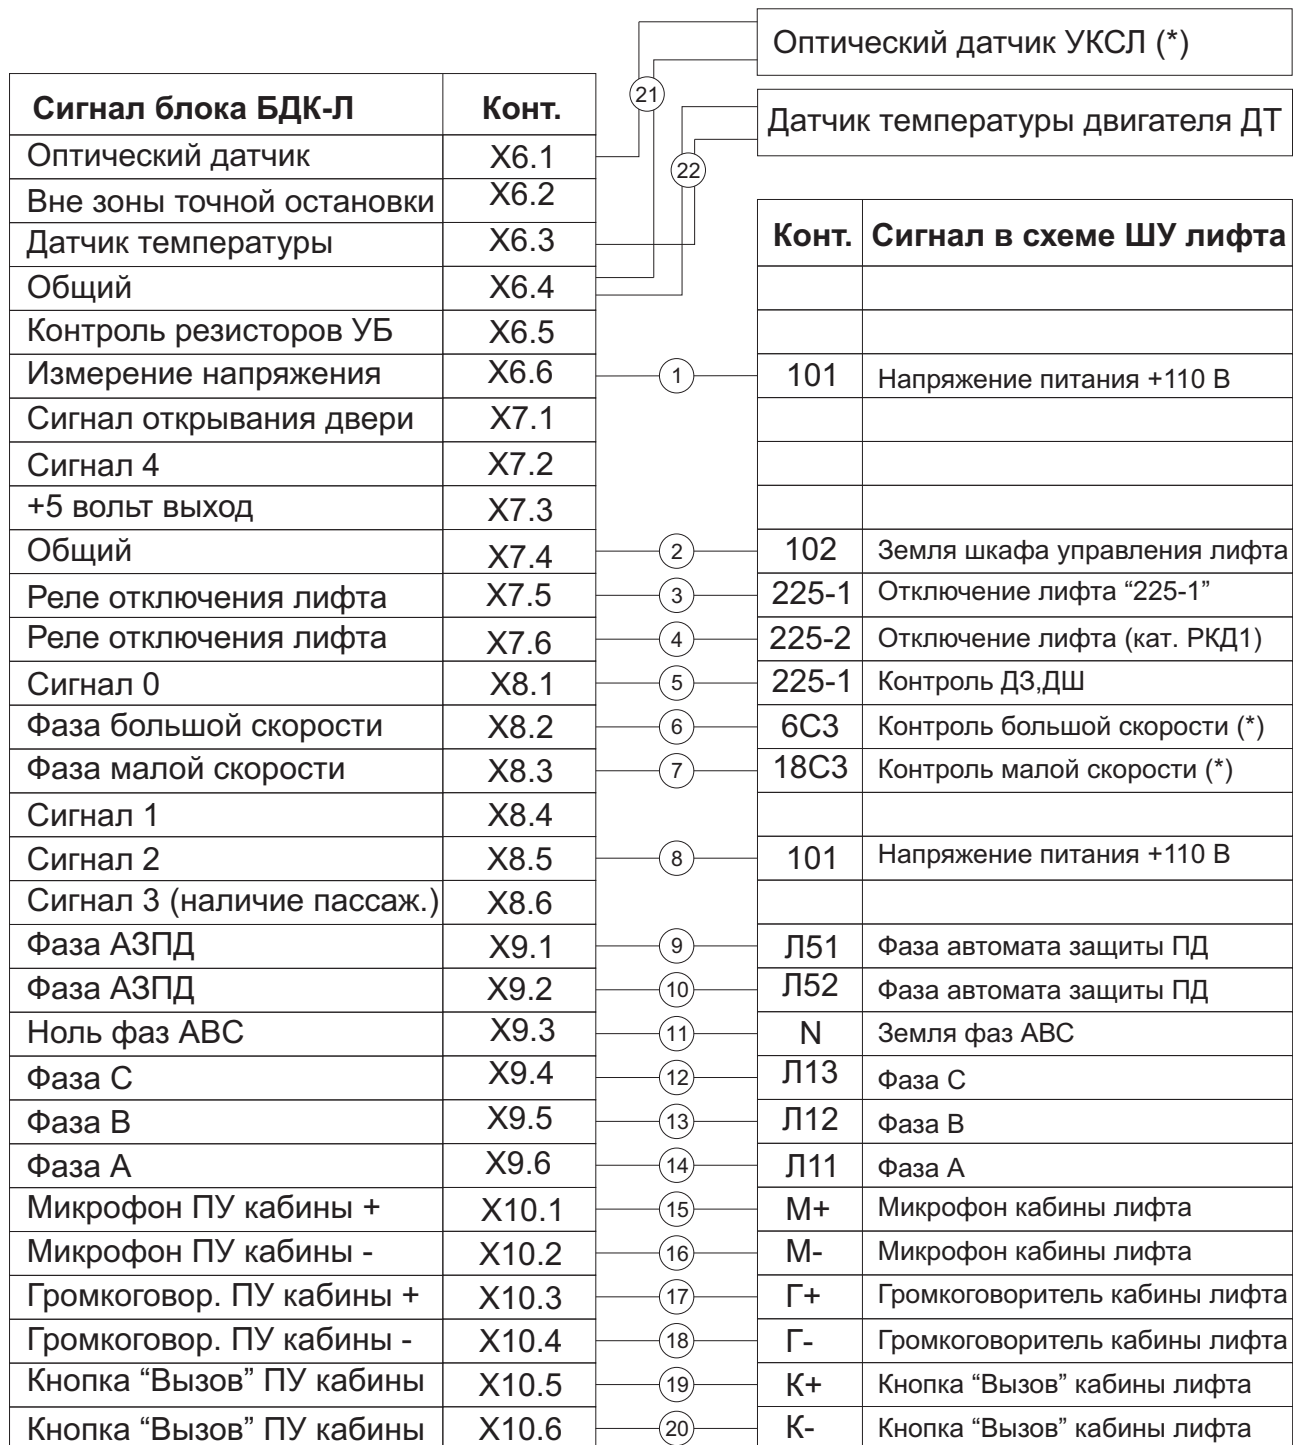 Оптический датчик УКСЛ (*)
21
Датчик температуры двигателя ДТ
22
Сигнал блока БДК-Л Конт.
Оптический датчик X6.1
Вне зоны точной остановки X6.2
Датчик температуры X6.3 Конт. Сигнал в схеме ШУ лифта
Общий X6.4
Контроль резисторов УБ X6.5
Измерение напряжения X6.6 1 101 Напряжение питания +110 В
Сигнал открывания двери X7.1
Сигнал 4 X7.2
+5 вольт выход X7.3
Общий X7.4 2 102 Земля шкафа управления лифта
Реле отключения лифта X7.5 3 225-1 Отключение лифта “225-1”
Реле отключения лифта X7.6 4 225-2 Отключение лифта (кат. РКД1)
Сигнал 0 X8.1 5 225-1 Контроль ДЗ,ДШ
Фаза большой скорости X8.2 6 6С3 Контроль большой скорости (*)
Фаза малой скорости X8.3 7 18С3 Контроль малой скорости (*)
Сигнал 1 X8.4
Сигнал 2 X8.5 8 101 Напряжение питания +110 В
Сигнал 3 (наличие пассаж.) X8.6
Фаза АЗПД X9.1 9 Л51 Фаза автомата защиты ПД
Фаза АЗПД X9.2 10 Л52 Фаза автомата защиты ПД
Ноль фаз АВС X9.3 11 N Земля фаз АВС
Фаза С X9.4 12 Л13 Фаза С
Фаза В X9.5 13 Л12 Фаза В
Фаза А X9.6 14 Л11 Фаза А
Микрофон ПУ кабины + X10.1 15 М+ Микрофон кабины лифта
Микрофон ПУ кабины - X10.2 16 М- Микрофон кабины лифта
Громкоговор. ПУ кабины + X10.3 17 Г+ Громкоговоритель кабины лифта
Громкоговор. ПУ кабины - X10.4 18 Г- Громкоговоритель кабины лифта
Кнопка “Вызов” ПУ кабины X10.5 19 К+ Кнопка “Вызов” кабины лифта
Кнопка “Вызов” ПУ кабины X10.6 20 К- Кнопка “Вызов” кабины лифта